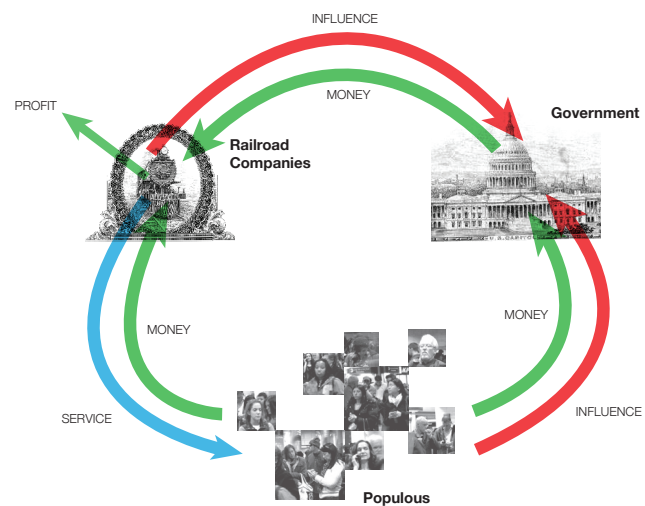 INFLUENCE
MONEY
PROFIT
Government
Railroad
Companies
MONEY
MONEY
SERVICE
INFLUENCE
Populous